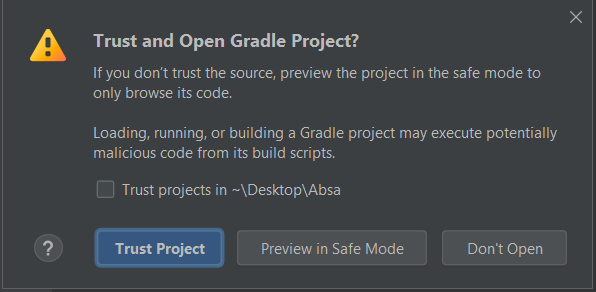 Trust and Open Gradle Project?
If you don't trust the source, preview the project in the safe mode to
only browse its code.
Loading, running, or building a Gradle project may execute potentially
malicious code from its build scripts.
Trust projects in ~\Desktop\Absa
? Trust Project Preview in Safe Mode Don't Open